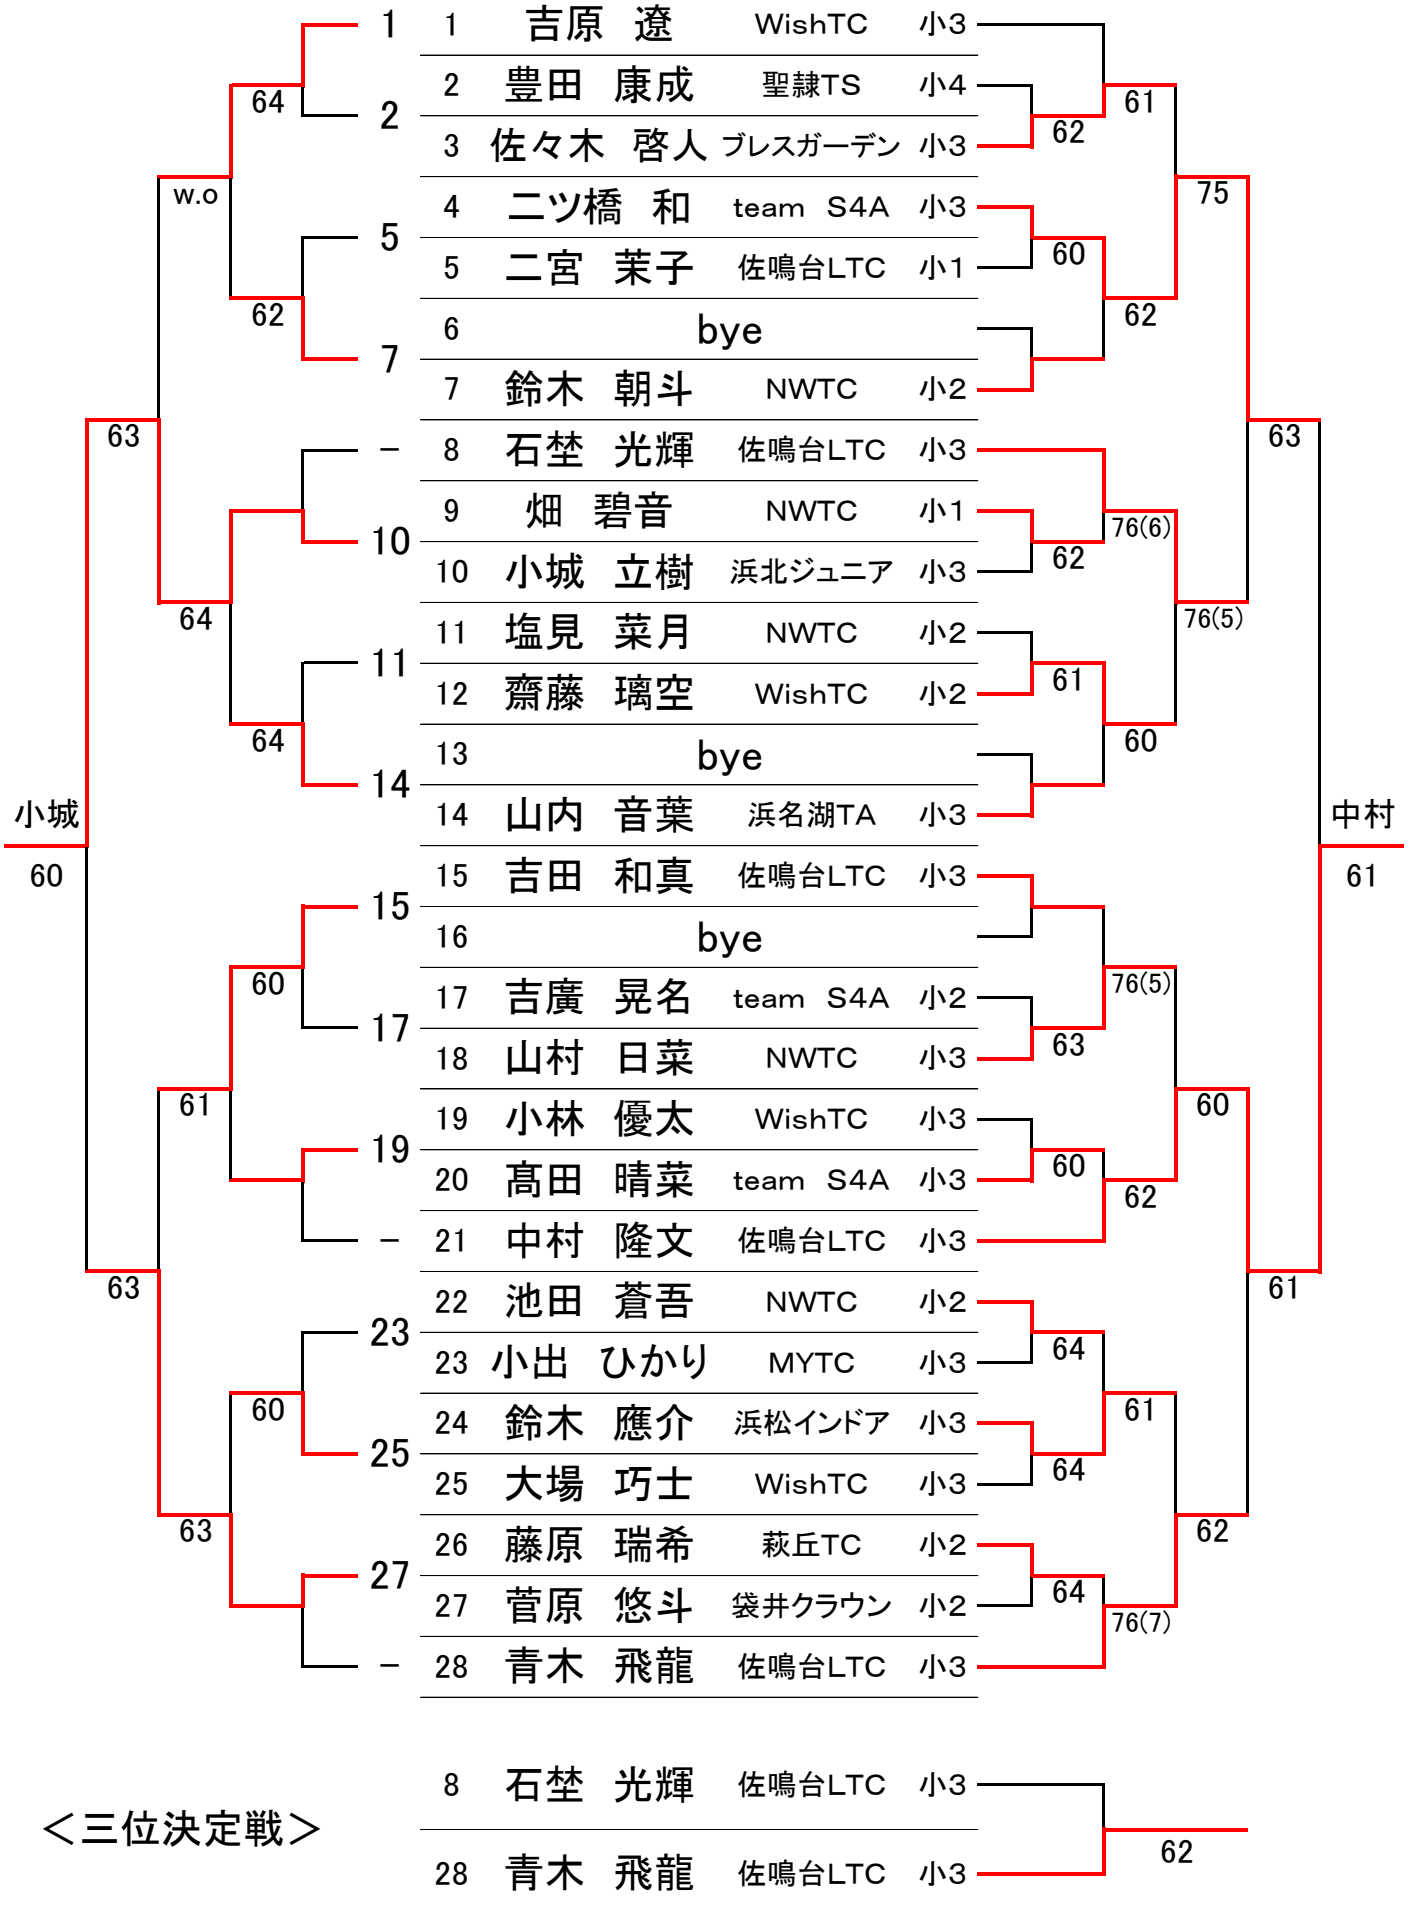 1 1 吉原 遼 WishTC 小3
64 2 豊田 康成 聖隷TS 小4 61
2 62
3 佐々木 啓人 ブレスガーデン 小3
w.o 4 二ツ橋 和 team S4A 小3 75
5 60
5 二宮 茉子 佐鳴台LTC 小1
62 6 bye 62
7
7 鈴木 朝斗 NWTC 小2
63 63
- 8 石埜 光輝 佐鳴台LTC 小3
9 畑 碧音 NWTC 小1 76(6)
10 62
10 小城 立樹 浜北ジュニア 小3
64 11 塩見 菜月 NWTC 小2 76(5)
11 61
12 齋藤 璃空 WishTC 小2
64 13 bye 60
14
小城 14 山内 音葉 浜名湖TA 小3 中村
60 15 吉田 和真 佐鳴台LTC 小3 61
15
16 bye
60 17 吉廣 晃名 team S4A 小2 76(5)
17 63
18 山村 日菜 NWTC 小3
61 19 小林 優太 WishTC 小3 60
19 60
20 髙田 晴菜 team S4A 小3 62
- 21 中村 隆文 佐鳴台LTC 小3
63 22 池田 蒼吾 NWTC 小2 61
23 64
23 小出 ひかり MYTC 小3
60 24 鈴木 應介 浜松インドア 小3 61
25 64
25 大場 巧士 WishTC 小3
63 26 藤原 瑞希 萩丘TC 小2 62
27 64
27 菅原 悠斗 袋井クラウン 小2 76(7)
- 28 青木 飛龍 佐鳴台LTC 小3
8 石埜 光輝 佐鳴台LTC 小3
＜三位決定戦＞ 62
28 青木 飛龍 佐鳴台LTC 小3